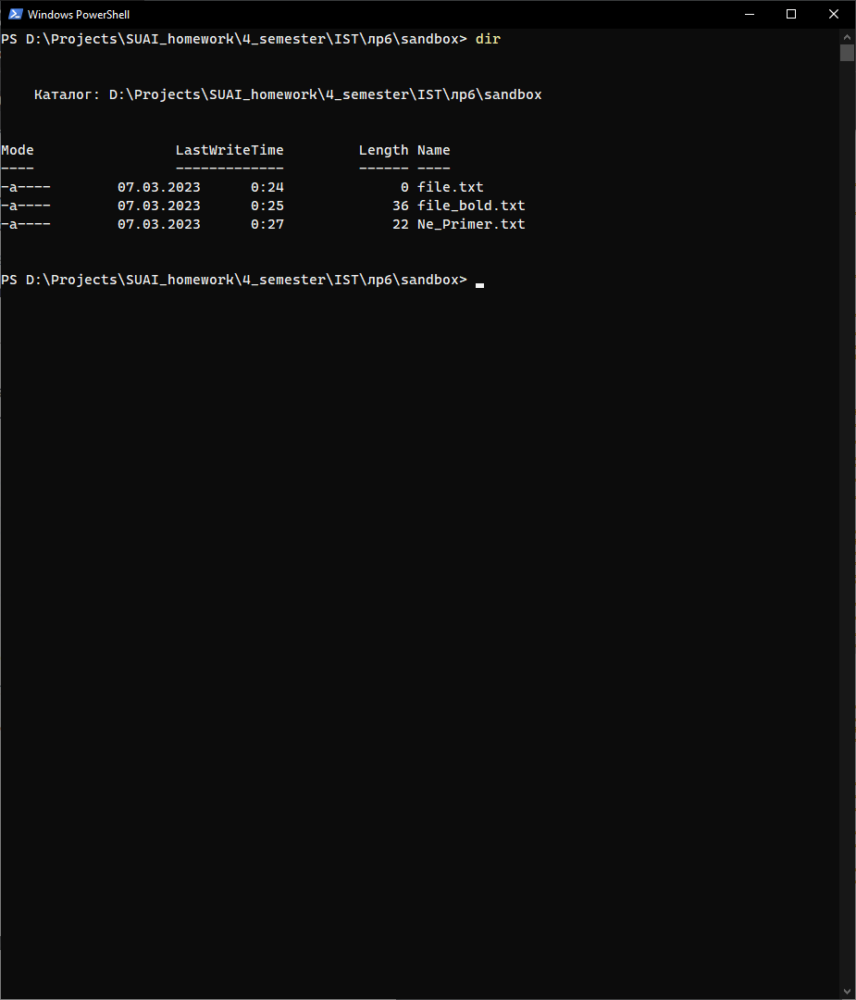 Windows PowerShell
PS D:\Projects\SUAI_homework\4_semester\IST\лр6\sandbox> dir
Каталог: D:\Projects\SUAI_homework\4_semester\IST\лр6\sandbox
Mode                 LastWriteTime         Length Name
----                 -------------         ------ ----
-a----        07.03.2023      0:24              0 file.txt
-a----        07.03.2023      0:25             36 file_bold.txt
-a----        07.03.2023      0:27             22 Ne_Primer.txt
PS D:\Projects\SUAI_homework\4_semester\IST\лр6\sandbox>